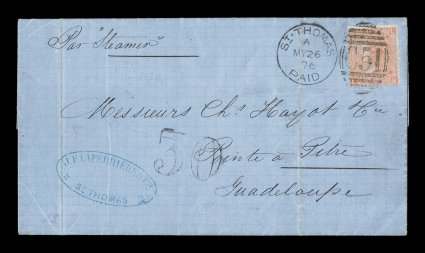 Par "Steamer"
ST. THOMAS
A
MY 26
76
PAID
C51
Messieurs Chs Hayot & Co.
30
Pointe à Pitre
Guadeloupe
ST. THOMAS